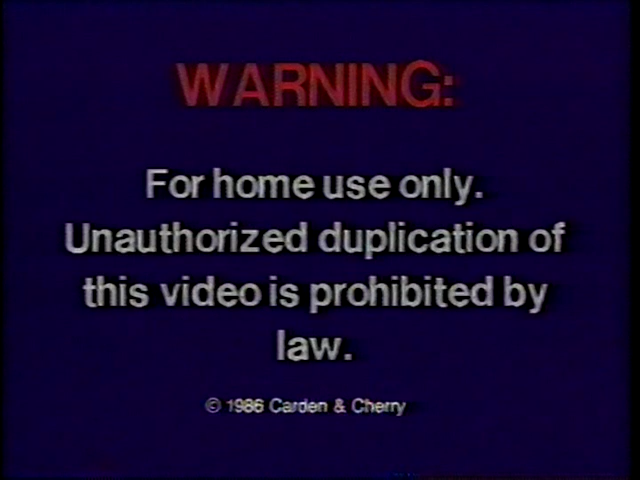 WARNING:
For home use only.
Unauthorized duplication of
this video is prohibited by
law.
© 1986 Carden & Cherry